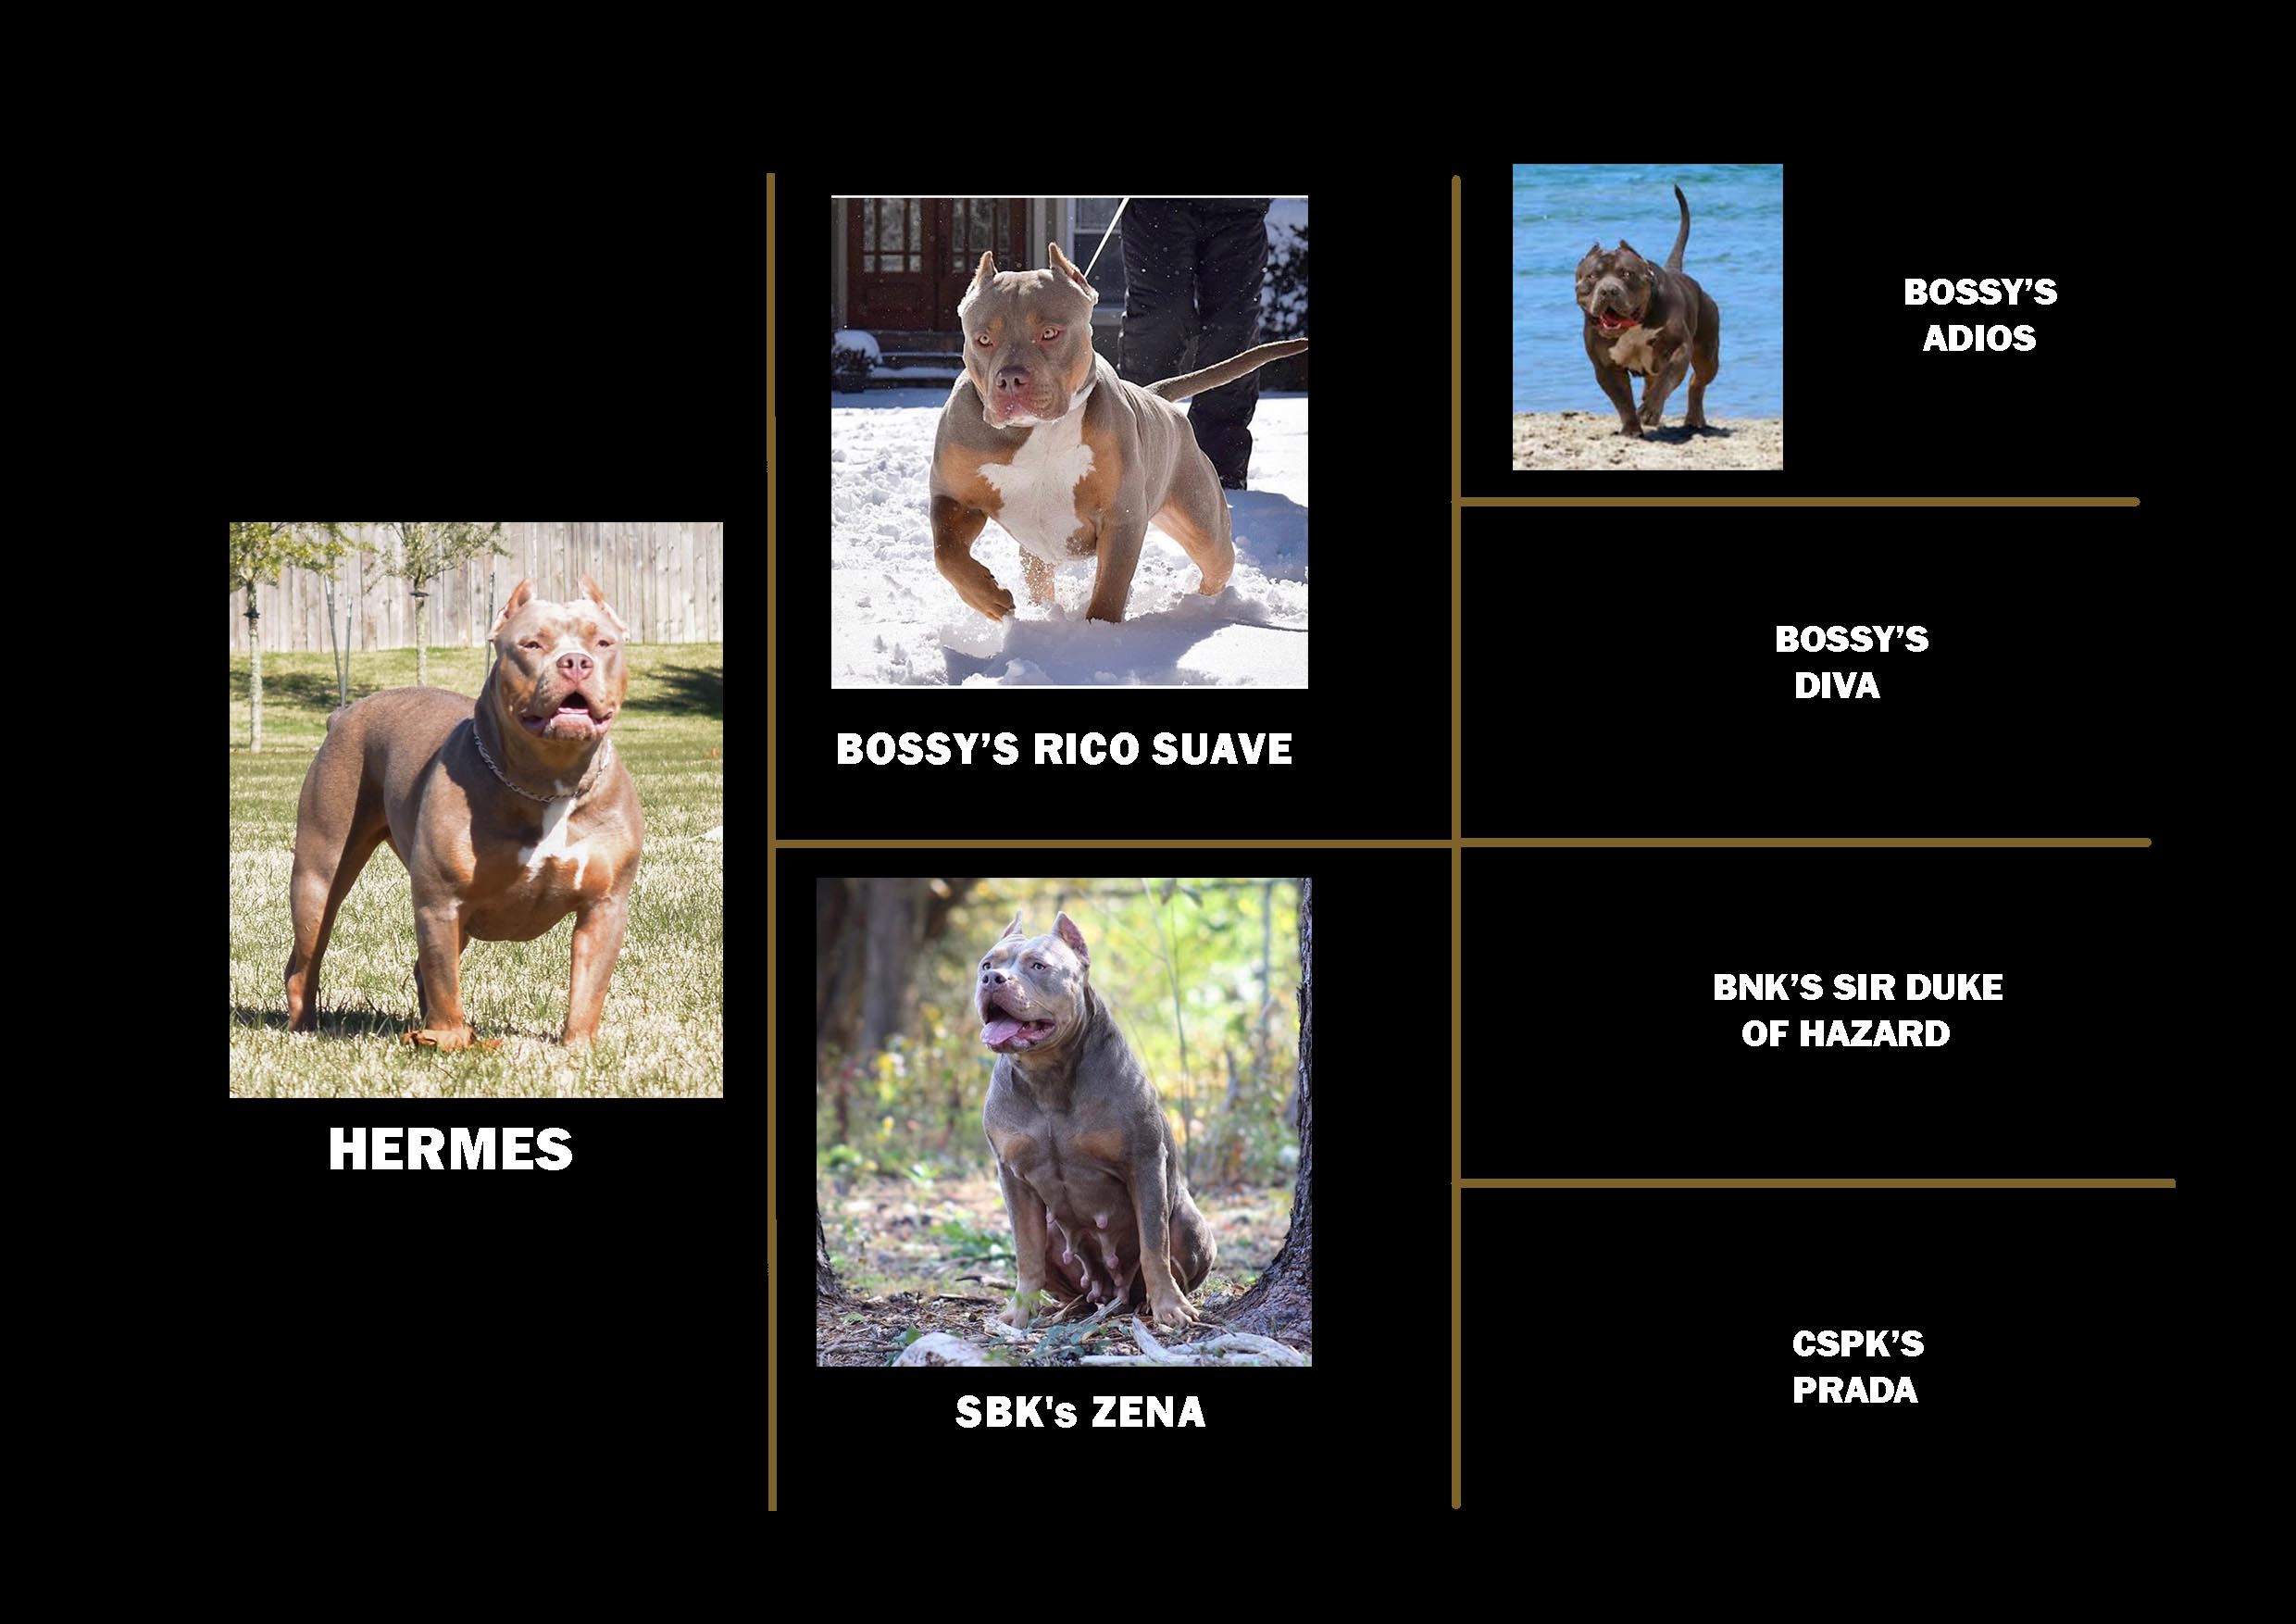 HERMES
BOSSY’S RICO SUAVE
SBK's ZENA
BOSSY’S
ADIOS
BOSSY’S
DIVA
BNK’S SIR DUKE
OF HAZARD
CSPK’S
PRADA